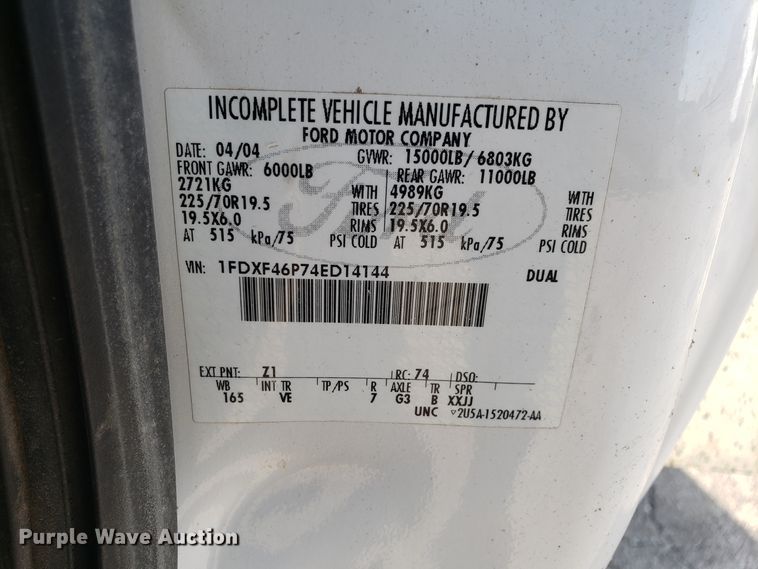 INCOMPLETE VEHICLE MANUFACTURED BY
FORD MOTOR COMPANY
DATE: 04/04 GVWR: 15000LB/ 6803KG
FRONT GAWR: 6000LB REAR GAWR: 11000LB
2721KG WITH 4989KG WITH
225/70R19.5 TIRES 225/70R19.5 TIRES
19.5X6.0 RIMS 19.5X6.0 RIMS
AT 515 kPa/75 PSI COLD AT 515 kPa/75 PSI COLD
VIN: 1FDXF46P74ED14144 DUAL
EXT PNT: Z1 RC: 74 DSO:
WB INT TR TP/PS R AXLE TR SPR
165 VE 7 G3 B XXJJ
UNC 2U5A-1520472-AA
Ford
Purple Wave Auction